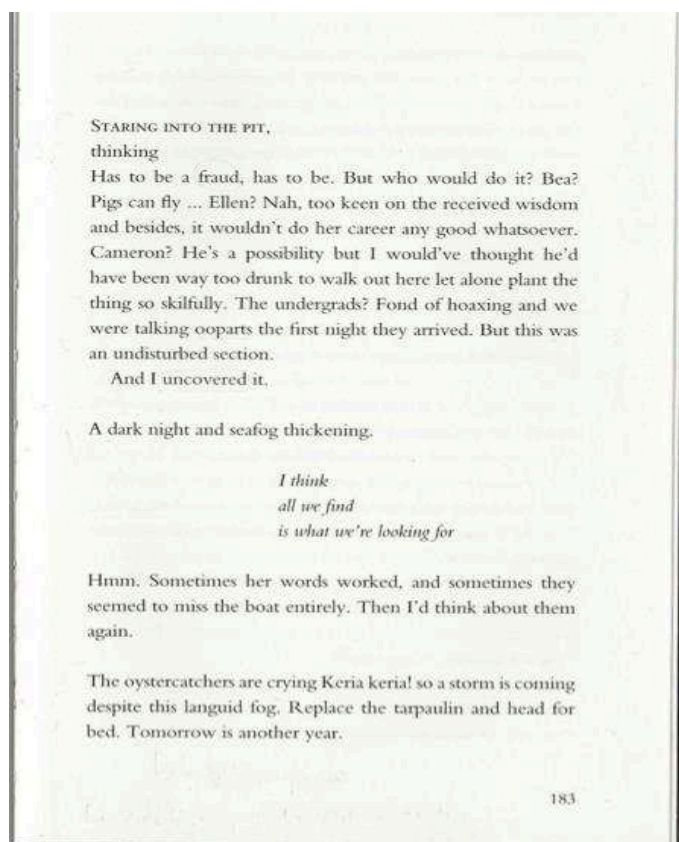 STARING INTO THE PIT,
thinking
Has to be a fraud, has to be. But who would do it? Bea?
Pigs can fly ... Ellen? Nah, too keen on the received wisdom
and besides, it wouldn't do her career any good whatsoever.
Cameron? He's a possibility but I would've thought he'd
have been way too drunk to walk out here let alone plant the
thing so skilfully. The undergrads? Fond of hoaxing and we
were talking ooparts the first night they arrived. But this was
an undisturbed section.
And I uncovered it.
A dark night and seafog thickening.
I think
all we find
is what we're looking for
Hmm. Sometimes her words worked, and sometimes they
seemed to miss the boat entirely. Then I'd think about them
again.
The oystercatchers are crying Keria keria! so a storm is coming
despite this languid fog. Replace the tarpaulin and head for
bed. Tomorrow is another year.
183